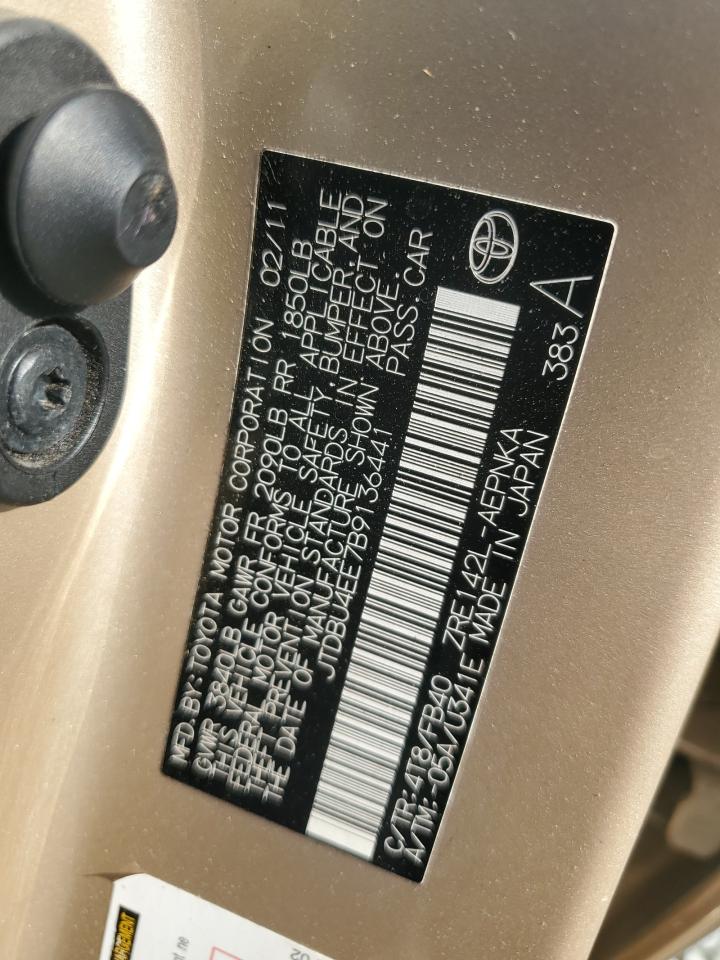 MFD.BY:TOYOTA MOTOR CORPORATION 02/11
GVWR 3840LB GAWR FR 2090LB RR 1850LB
THIS VEHICLE CONFORMS TO ALL APPLICABLE
FEDERAL MOTOR VEHICLE SAFETY, BUMPER, AND
THEFT PREVENTION STANDARDS IN EFFECT ON
THE DATE OF MANUFACTURE SHOWN ABOVE.
JTDBU4EE7B9136441 PASS.CAR
C/TR:4T8/FB40 ZRE142L-AEPNKA
A/TM:-05A/U341E MADE IN JAPAN
383 A